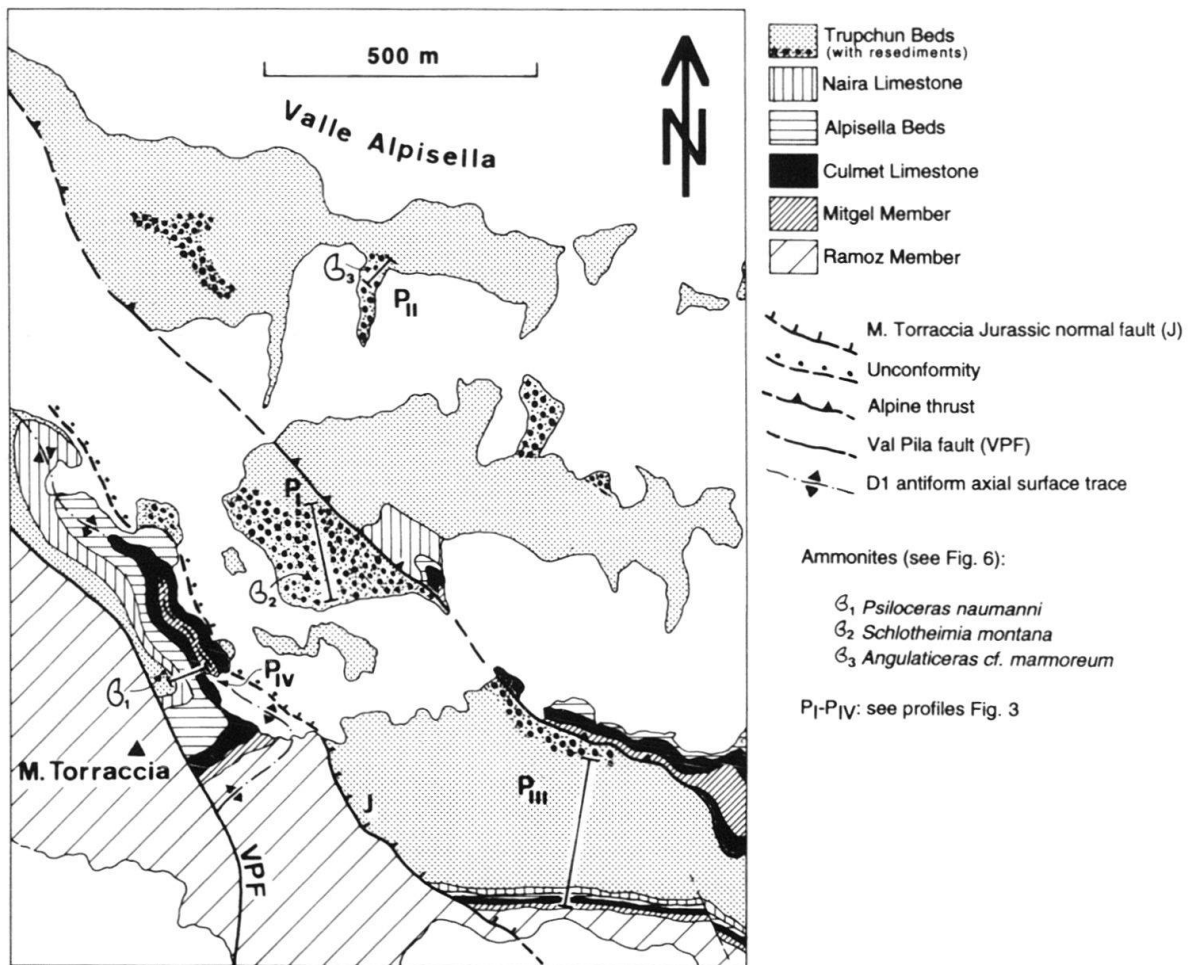 500 m
Valle Alpisella
N
3
PII
PI
2
1
PIV
M. Torraccia
PIII
J
VPF
Trupchun Beds
(with resediments)
Naira Limestone
Alpisella Beds
Culmet Limestone
Mitgel Member
Ramoz Member
M. Torraccia Jurassic normal fault (J)
Unconformity
Alpine thrust
Val Pila fault (VPF)
D1 antiform axial surface trace
Ammonites (see Fig. 6):
1 Psiloceras naumanni
2 Schlotheimia montana
3 Angulaticeras cf. marmoreum
PI-PIV: see profiles Fig. 3